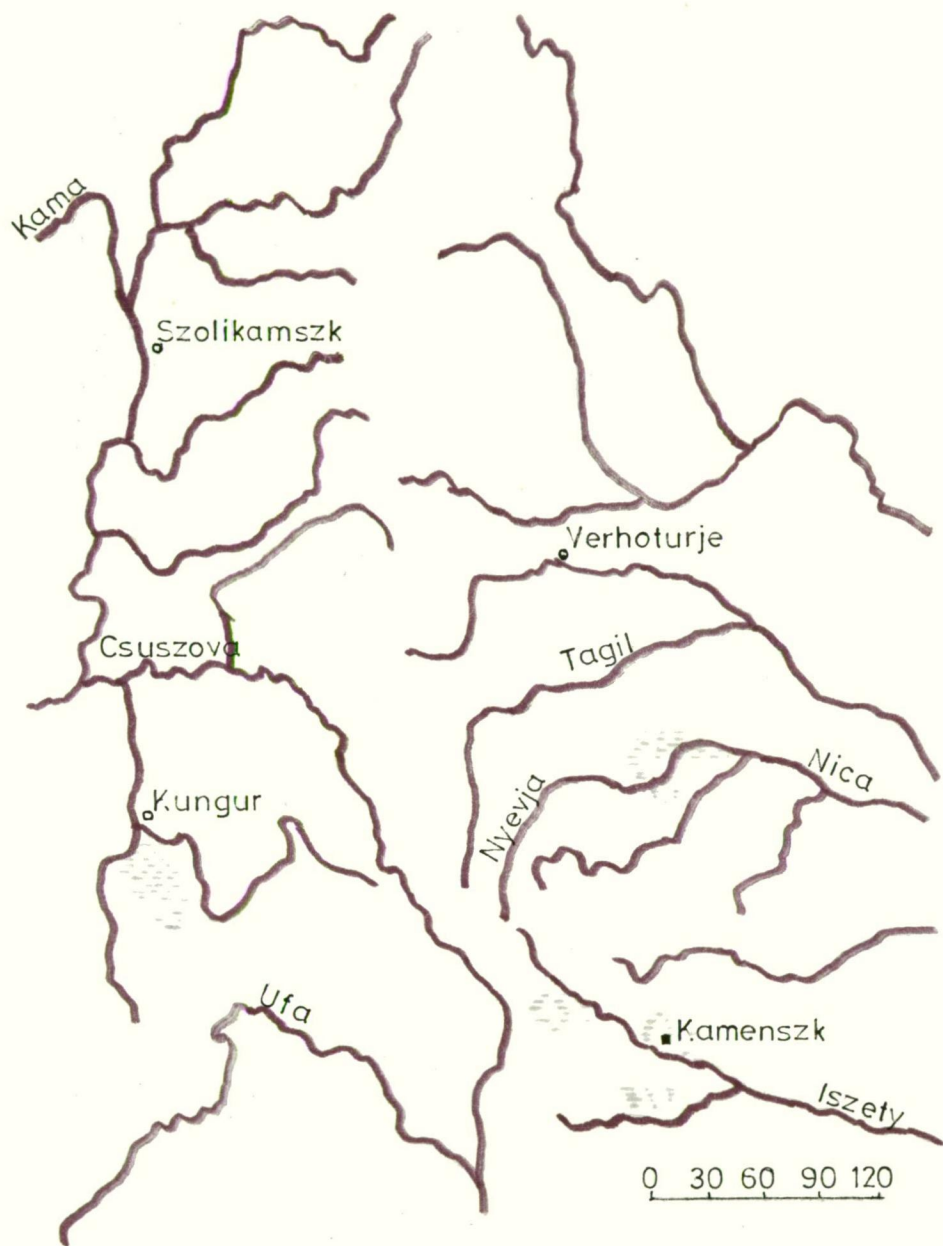 Kama
Szolikamszk
Verhoturje
Csuszova
Tagil
Nica
Nyevja
Kungur
Ufa
Kamenszk
Iszety
0 30 60 90 120